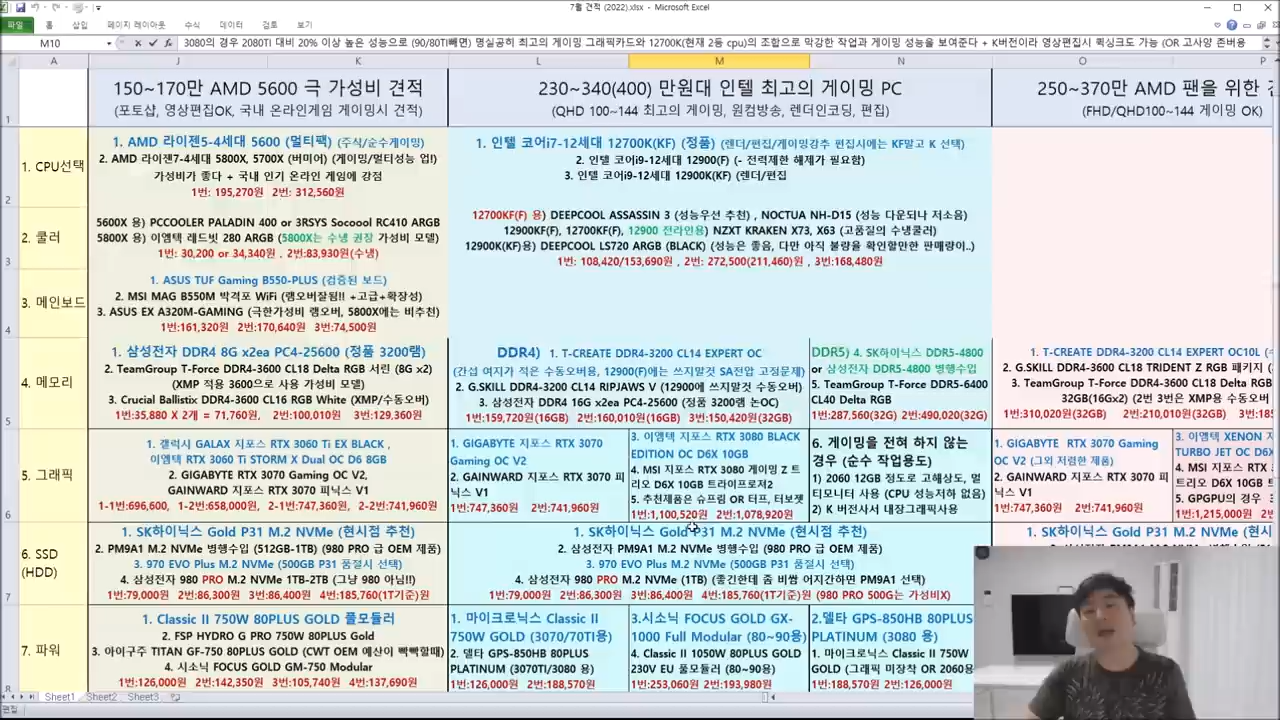 7월 견적 (2022).xlsx - Microsoft Excel
파일 홈 삽입 페이지 레이아웃 수식 데이터 검토 보기
M10 3080의 경우 2080TI 대비 20% 이상 높은 성능으로 (90/80TI빼면) 명실공히 최고의 게이밍 그래픽카드와 12700K(현재 2등 cpu)의 조합으로 막강한 작업과 게이밍 성능을 보여준다 + K버전이라 영상편집시 퀵싱크도 가능 (OR 고사양 존버용
A J K L M N O P
1
150~170만 AMD 5600 극 가성비 견적
(포토샵, 영상편집OK, 국내 온라인게임 게이밍시 견적)
230~340(400) 만원대 인텔 최고의 게이밍 PC
(QHD 100~144 최고의 게이밍, 원컴방송, 렌더인코딩, 편집)
250~370만 AMD 팬을 위한
(FHD/QHD100~144 게이밍 OK)
2
1. CPU선택
1. AMD 라이젠5-4세대 5600 (멀티팩) (주식/순수게이밍)
2. AMD 라이젠7-4세대 5800X, 5700X (버미어) (게이밍/멀티성능 업!)
가성비가 좋다 + 국내 인기 온라인 게임에 강점
1번: 195,270원 2번: 312,560원
1. 인텔 코어i7-12세대 12700K(KF) (정품) (렌더/편집/게이밍강추 편집시에는 KF말고 K 선택)
2. 인텔 코어i9-12세대 12900(F) (- 전력제한 해제가 필요함)
3. 인텔 코어i9-12세대 12900K(KF) (렌더/편집
3
2. 쿨러
5600X 용) PCCOOLER PALADIN 400 or 3RSYS Socoool RC410 ARGB
5800X 용) 이엠텍 레드빗 280 ARGB (5800X는 수냉 권장 가성비 모델)
1번: 30,200 or 34,340원 , 2번:83,930원(수냉)
12700KF(F) 용) DEEPCOOL ASSASSIN 3 (성능우선 추천) , NOCTUA NH-D15 (성능 다운되나 저소음)
12900KF(F), 12700KF(F), 12900 전라인용) NZXT KRAKEN X73, X63 (고품질의 수냉쿨러)
12900K(KF)용) DEEPCOOL LS720 ARGB (BLACK) (성능은 좋음, 다만 아직 불량을 확인할만한 판매량이..)
1번: 108,420/153,690원 , 2번: 272,500(211,460)원 , 3번:168,480원
4
3. 메인보드
1. ASUS TUF Gaming B550-PLUS (검증된 보드)
2. MSI MAG B550M 박격포 WiFi (램오버잘됨!! +고급+확장성)
3. ASUS EX A320M-GAMING (극한가성비 램오버, 5800X에는 비추천)
1번:161,320원 2번:170,640원 3번:74,500원
5
4. 메모리
1. 삼성전자 DDR4 8G x2ea PC4-25600 (정품 3200램)
2. TeamGroup T-Force DDR4-3600 CL18 Delta RGB 서린 (8G x2)
(XMP 적용 3600으로 사용 가성비 모델)
3. Crucial Ballistix DDR4-3600 CL16 RGB White (XMP/수동오버)
1번:35,880 X 2개 = 71,760원, 2번:100,010원 3번:129,360원
DDR4) 1. T-CREATE DDR4-3200 CL14 EXPERT OC
(간섭 여지가 적은 수동오버용, 12900(F)에는 쓰지말것 SA전압 고정문제)
2. G.SKILL DDR4-3200 CL14 RIPJAWS V (12900에 쓰지말것 수동오버)
3. 삼성전자 DDR4 16G x2ea PC4-25600 (정품 3200램 논OC)
1번:159,720원(16GB) 2번:160,010원(16GB) 3번:150,420원(32GB)
DDR5) 4. SK하이닉스 DDR5-4800
or 삼성전자 DDR5-4800 병행수입
5. TEAMGROUP T-Force DDR5-6400
CL40 Delta RGB
1번:287,560(32G) 2번:490,020(32G)
1. T-CREATE DDR4-3200 CL14 EXPERT OC10L
2. G.SKILL DDR4-3600 CL18 TRIDENT Z RGB 패키지
3. TEAMGROUP T-Force DDR4-3600 CL18 Delta
32GB(16Gx2) (2번 3번은 XMP용 수동오버
1번:310,020원(32GB) 2번:210,010원(32GB)
6
5. 그래픽
1. 갤럭시 GALAX 지포스 RTX 3060 Ti EX BLACK ,
이엠텍 지포스 RTX 3060 Ti STORM X Dual OC D6 8GB
2. GIGABYTE 지포스 RTX 3070 Gaming OC V2,
GAINWARD 지포스 RTX 3070 피닉스 V1
1-1번:696,600, 1-2번:718,360원, 2-1번:747,360, 2-2번:741,960원
1. GIGABYTE 지포스 RTX 3070
Gaming OC V2
2. GAINWARD 지포스 RTX 3070 피
닉스 V1
1번:747,360원 2번:741,960원
3. 이엠텍 지포스 RTX 3080 BLACK
EDITION OC D6X 10GB
4. MSI 지포스 RTX 3080 게이밍 Z 트
리오 D6X 10GB 트라이프로져2
5. 추천제품은 슈프림 OR 터프, 터보젯
1번:1,100,520원 2번:1,078,920원
6. 게이밍을 전혀 하지 않는
경우 (순수 작업용도)
1) 2060 12GB 정도로 고해상도, 멀
티모니터 사용 (CPU 성능저하 없음)
2) K 버전사서 내장그래픽사용
1. GIGABYTE RTX 3070 Gaming
OC V2 (그외 저렴한 제품)
2. GAINWARD 지포스 RTX 3070 피
닉스 V1
1번:747,360원 2번:741,960원
3. 이엠텍 XENON 지
TURBO JET OC D6X
4. MSI 지포스 RTX
트리오 D6X 10GB 트
5. GPGPU의 경우
1번:1,215,000원
7
6. SSD
(HDD)
1. SK하이닉스 Gold P31 M.2 NVMe (현시점 추천)
2. PM9A1 M.2 NVMe 병행수입 (512GB-1TB) (980 PRO 급 OEM 제품)
3. 970 EVO Plus M.2 NVMe (500GB P31 품절시 선택)
4. 삼성전자 980 PRO M.2 NVMe 1TB-2TB (그냥 980 아님!!)
1번:79,000원 2번:86,300원 3번:86,400원 4번:185,760원(1T기준)
1. SK하이닉스 Gold P31 M.2 NVMe (현시점 추천)
2. 삼성전자 PM9A1 M.2 NVMe 병행수입 (980 PRO 급 OEM 제품)
3. 970 EVO Plus M.2 NVMe (500GB P31 품절시 선택)
4. 삼성전자 980 PRO M.2 NVMe (1TB) (좋긴한데 좀 비쌈 어지간하면 PM9A1 선택)
1번:79,000원 2번:86,300원 3번:86,400원 4번:185,760(1T기준)원 (980 PRO 500G는 가성비X)
1. SK하이닉스 Gold P31 M.2 NVMe (현시
8
7. 파워
1. Classic II 750W 80PLUS GOLD 풀모듈러
2. FSP HYDRO G PRO 750W 80PLUS Gold
3. 아이구주 TITAN GF-750 80PLUS GOLD (CWT OEM 예산이 빡빡할때)
4. 시소닉 FOCUS GOLD GM-750 Modular
1번:126,000원 2번:142,350원 3번:105,740원 4번:137,690원
1. 마이크로닉스 Classic II
750W GOLD (3070/70TI용)
2. 델타 GPS-850HB 80PLUS
PLATINUM (3070TI/3080 용)
1번:126,000원 2번:188,570원
3.시소닉 FOCUS GOLD GX-
1000 Full Modular (80~90용)
4. Classic II 1050W 80PLUS GOLD
230V EU 풀모듈러 (80~90용)
1번:253,060원 2번:193,980원
2.델타 GPS-850HB 80PLUS
PLATINUM (3080 용)
1. 마이크로닉스 Classic II 750W
GOLD (그래픽 미장착 OR 2060용
1번:188,570원 2번:126,000원
Sheet1 Sheet2 Sheet3
편집